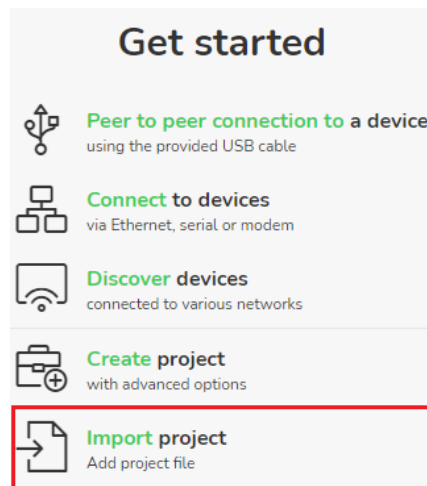 Get started
Peer to peer connection to a device
using the provided USB cable
Connect to devices
via Ethernet, serial or modem
Discover devices
connected to various networks
Create project
with advanced options
Import project
Add project file